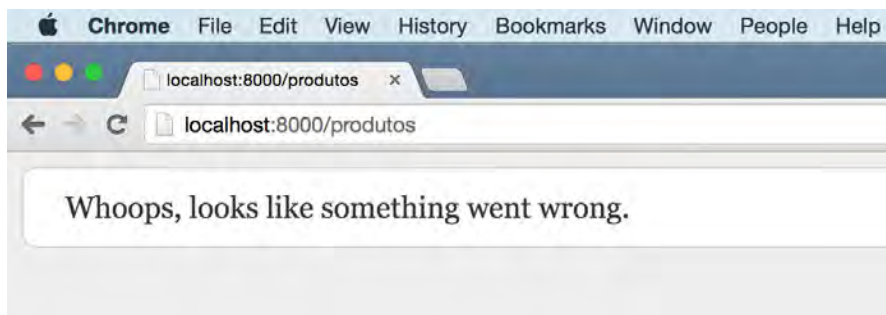 Chrome File Edit View History Bookmarks Window People Help
localhost:8000/produtos ×
localhost:8000/produtos
Whoops, looks like something went wrong.